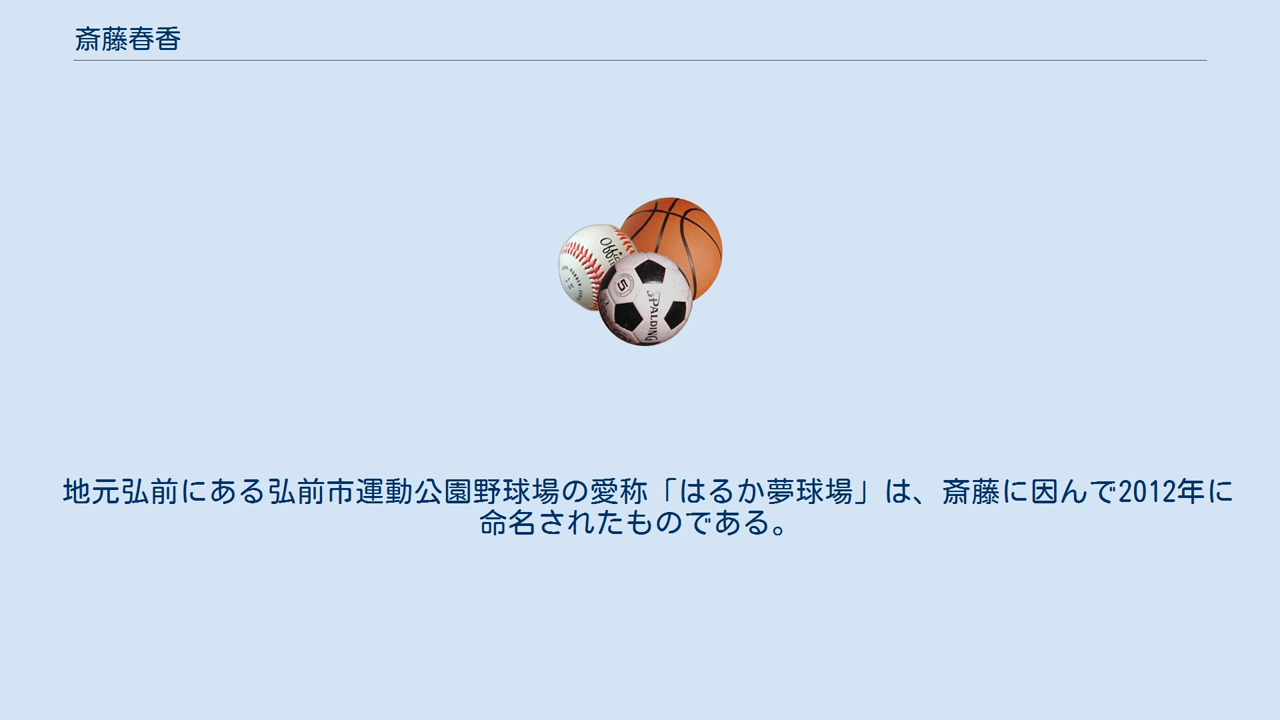 斎藤春香
地元弘前にある弘前市運動公園野球場の愛称「はるか夢球場」は、斎藤に因んで2012年に
命名されたものである。
SPALDING
5